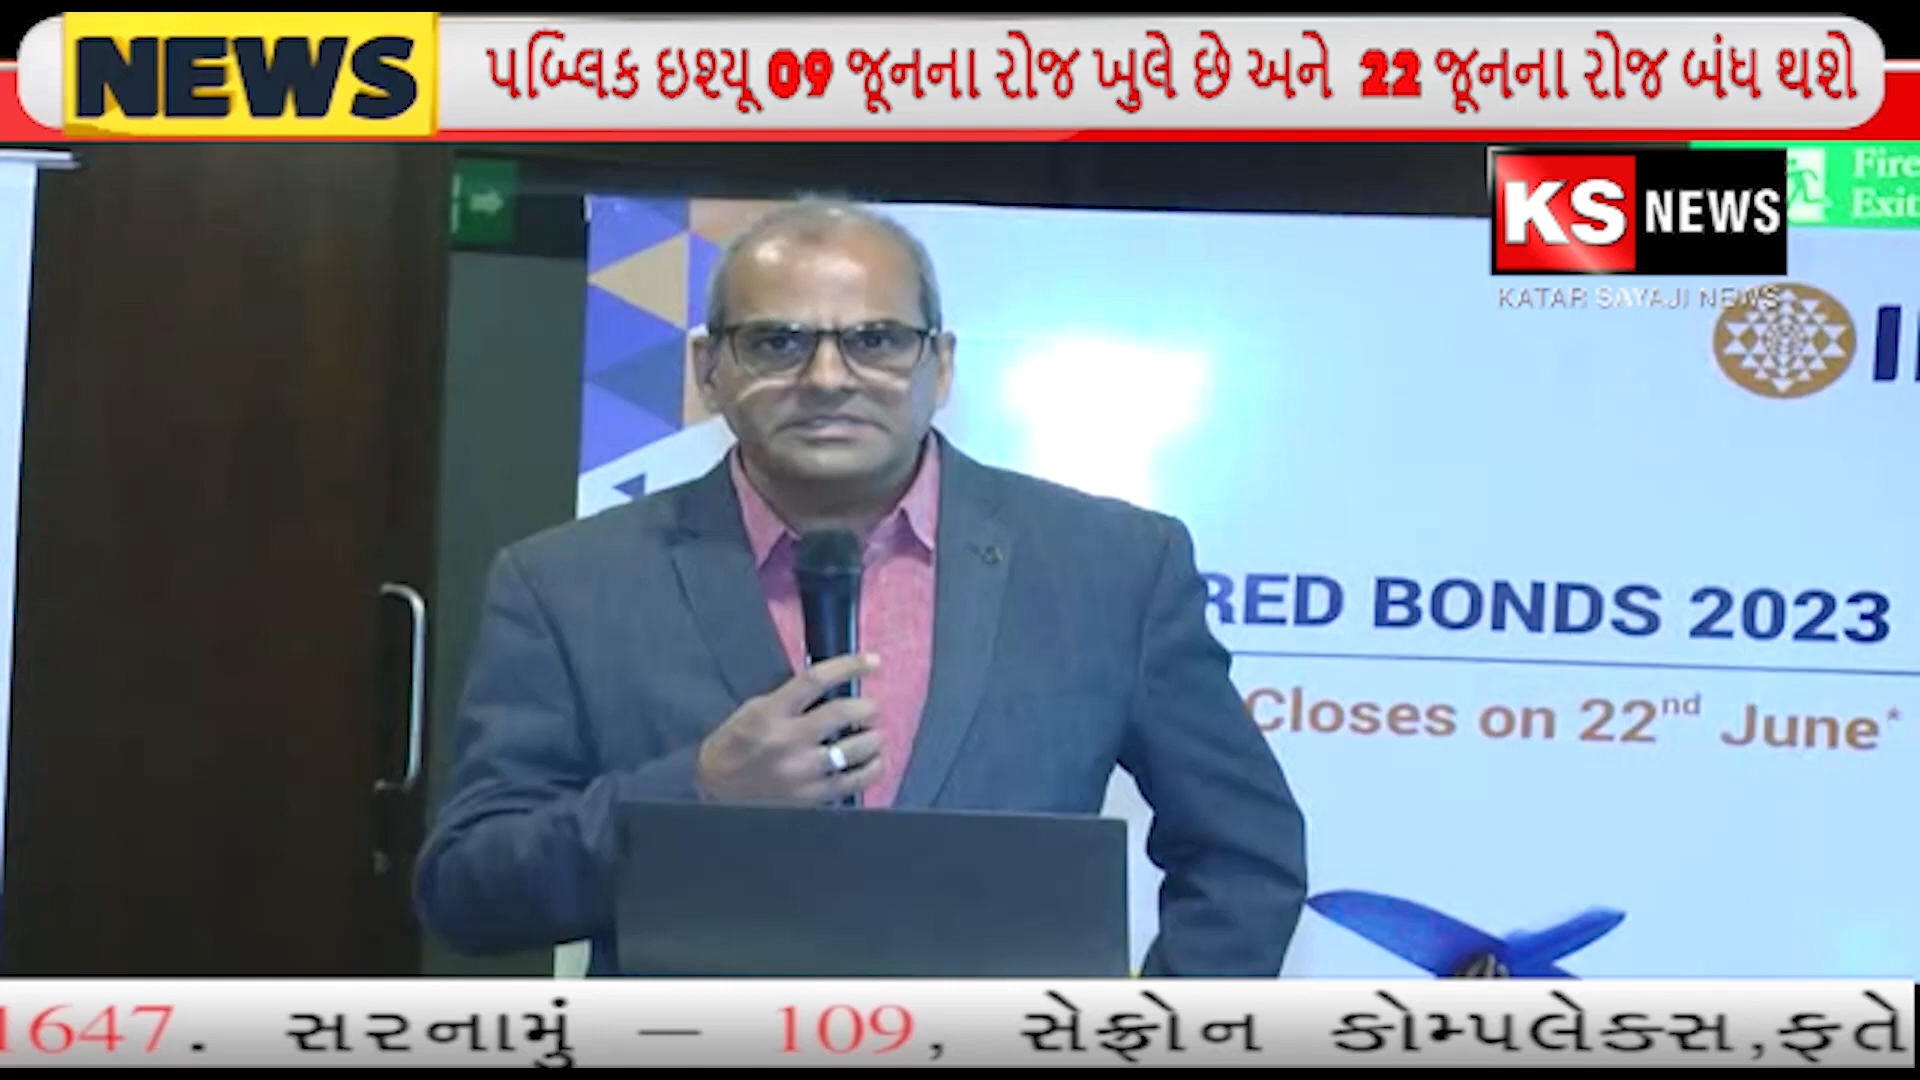 NEWS પબ્લિક ઇશ્યૂ 09 જૂનના રોજ ખુલે છે અને 22 જૂનના રોજ બંધ થશે
Fire
Exit
KS NEWS
KATAR SAYAJI NEWS
RED BONDS 2023
Closes on 22nd June*
1647. સરનામું – 109, સેફ્રોન કોમ્પલેક્સ,ફતે